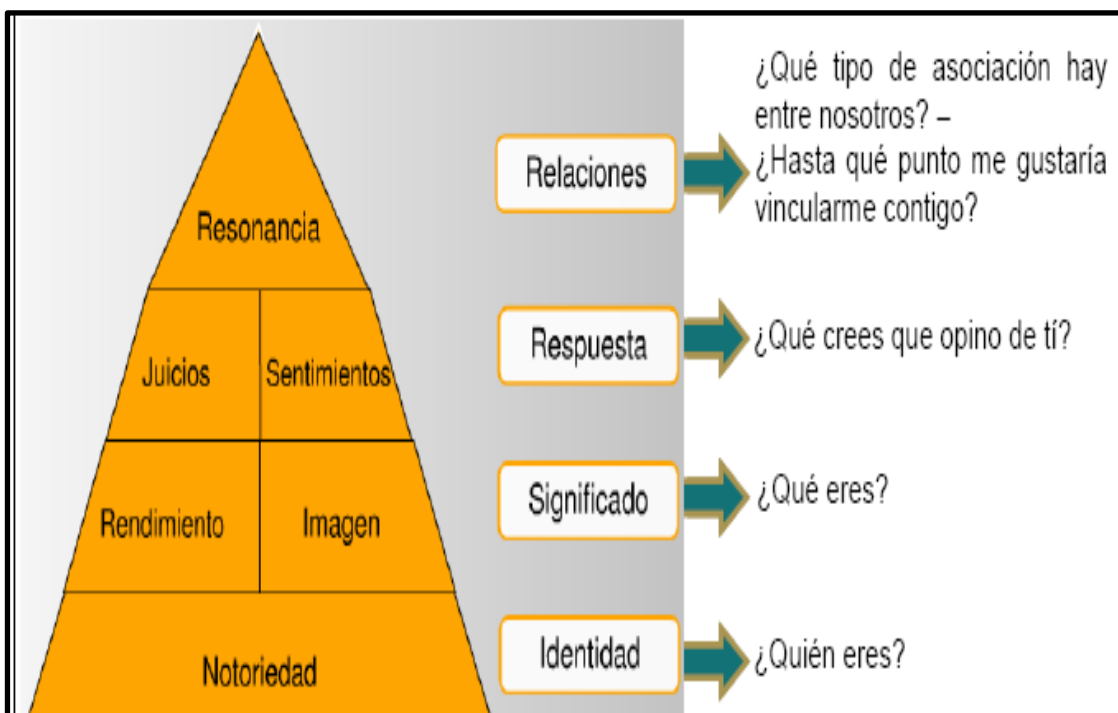 ¿Qué tipo de asociación hay
entre nosotros? –
¿Hasta qué punto me gustaría
vincularme contigo?
Relaciones
Resonancia
Juicios
Sentimientos
Respuesta
¿Qué crees que opino de tí?
Rendimiento
Imagen
Significado
¿Qué eres?
Notoriedad
Identidad
¿Quién eres?